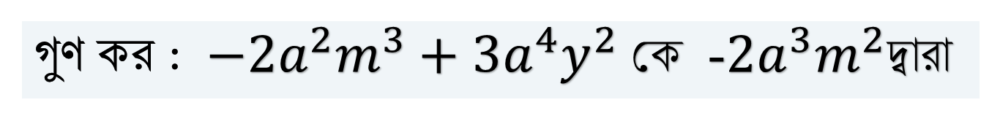 গুণ কর : −2a²m³ + 3a⁴y² কে -2a³m²দ্বারা